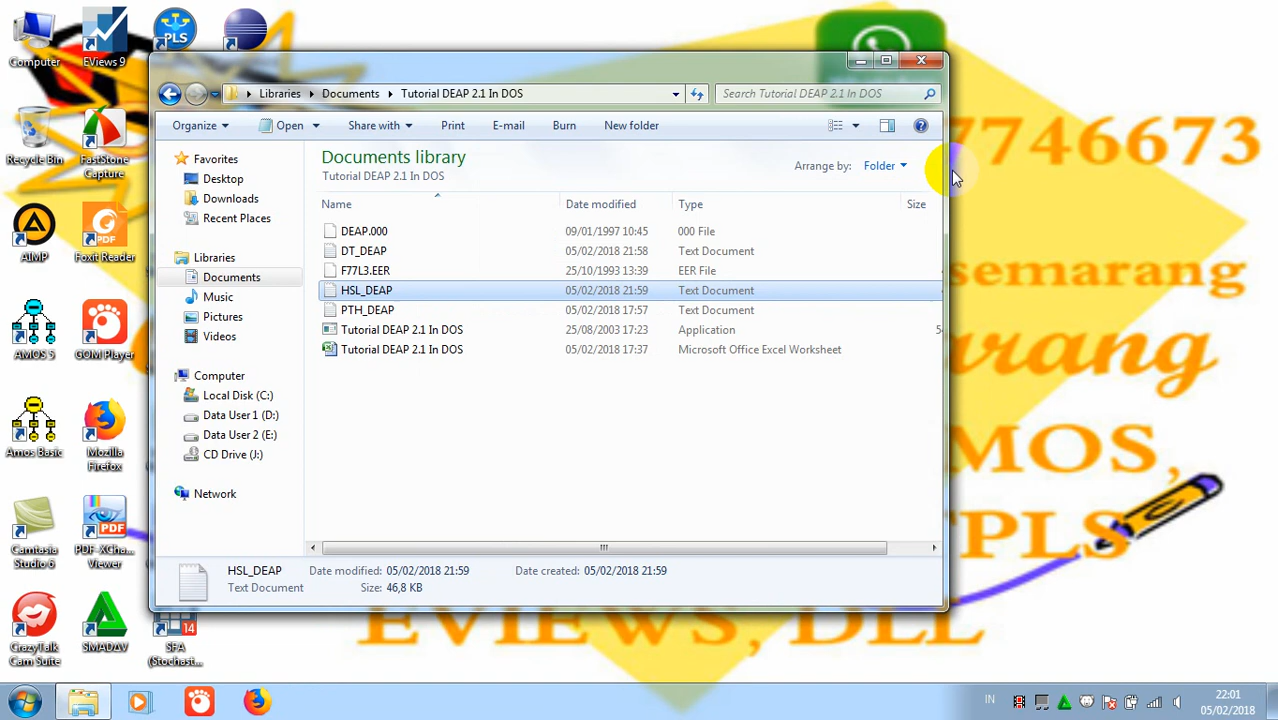 Computer
EViews 9
PLS
Recycle Bin
FastStone
Capture
AIMP
Foxit Reader
AMOS 5
GOM Player
Amos Basic
Mozilla
Firefox
Camtasia
Studio 6
PDF-XCha...
Viewer
CrazyTalk
Cam Suite
SMADAV
SFA
(Stochast...
Libraries
Documents
Tutorial DEAP 2.1 In DOS
Search Tutorial DEAP 2.1 In DOS
Organize
Open
Share with
Print
E-mail
Burn
New folder
Favorites
Desktop
Downloads
Recent Places
Libraries
Documents
Music
Pictures
Videos
Computer
Local Disk (C:)
Data User 1 (D:)
Data User 2 (E:)
CD Drive (J:)
Network
Documents library
Tutorial DEAP 2.1 In DOS
Arrange by: Folder
Name Date modified Type Size
DEAP.000 09/01/1997 10:45 000 File
DT_DEAP 05/02/2018 21:58 Text Document
F77L3.EER 25/10/1993 13:39 EER File
HSL_DEAP 05/02/2018 21:59 Text Document
PTH_DEAP 05/02/2018 17:57 Text Document
Tutorial DEAP 2.1 In DOS 25/08/2003 17:23 Application
Tutorial DEAP 2.1 In DOS 05/02/2018 17:37 Microsoft Office Excel Worksheet
HSL_DEAP Date modified: 05/02/2018 21:59 Date created: 05/02/2018 21:59
Text Document Size: 46,8 KB
7746673
semarang
arang
MOS,
TPLS
EVIEWS, DLL
IN
22:01
05/02/2018